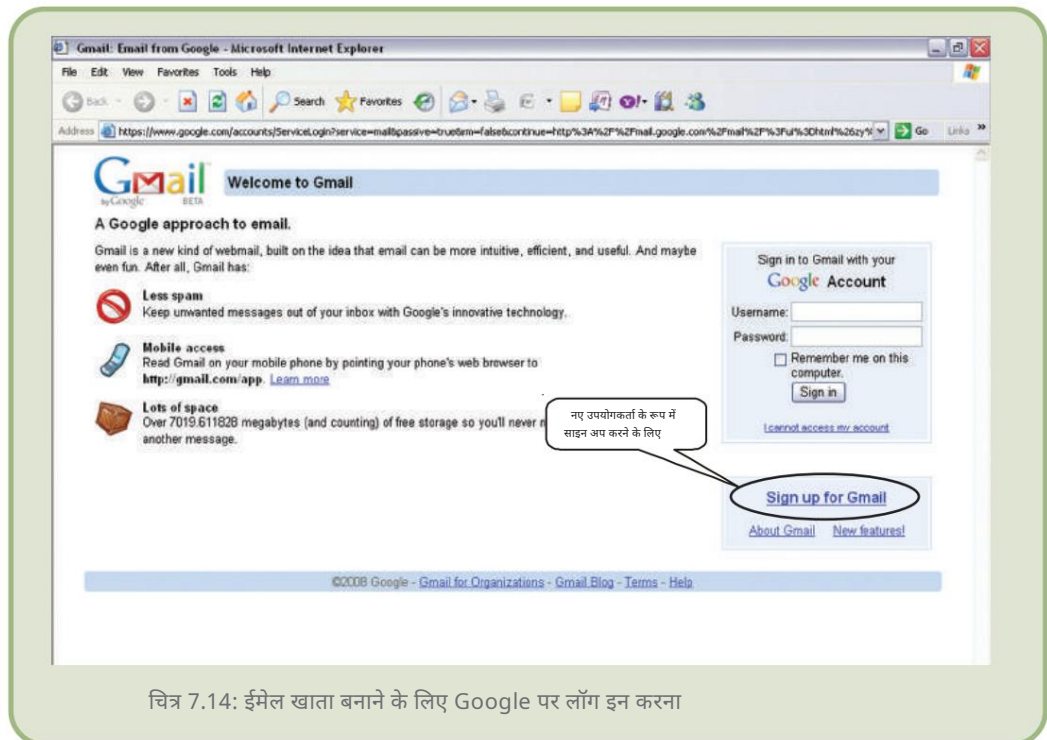 Gmail: Email from Google - Microsoft Internet Explorer
File Edit View Favorites Tools Help
Back Search Favorites
Address https://www.google.com/accounts/ServiceLogin?service=mail&passive=true&rm=false&continue=http%3A%2F%2Fmail.google.com%2Fmail%2F%3Fui%3Dhtml%26zy% Go Links »
Gmail by Google BETA
Welcome to Gmail
A Google approach to email.
Gmail is a new kind of webmail, built on the idea that email can be more intuitive, efficient, and useful. And maybe
even fun. After all, Gmail has:
Less spam
Keep unwanted messages out of your inbox with Google's innovative technology.
Mobile access
Read Gmail on your mobile phone by pointing your phone's web browser to
http://gmail.com/app. Learn more
Lots of space
Over 7019.611828 megabytes (and counting) of free storage so you'll never
another message.
Sign in to Gmail with your
Google Account
Username:
Password:
Remember me on this
computer.
Sign in
I cannot access my account
नए उपयोगकर्ता के रूप में
साइन अप करने के लिए
Sign up for Gmail
About Gmail New features!
©2008 Google - Gmail for Organizations - Gmail Blog - Terms - Help
चित्र 7.14: ईमेल खाता बनाने के लिए Google पर लॉग इन करना